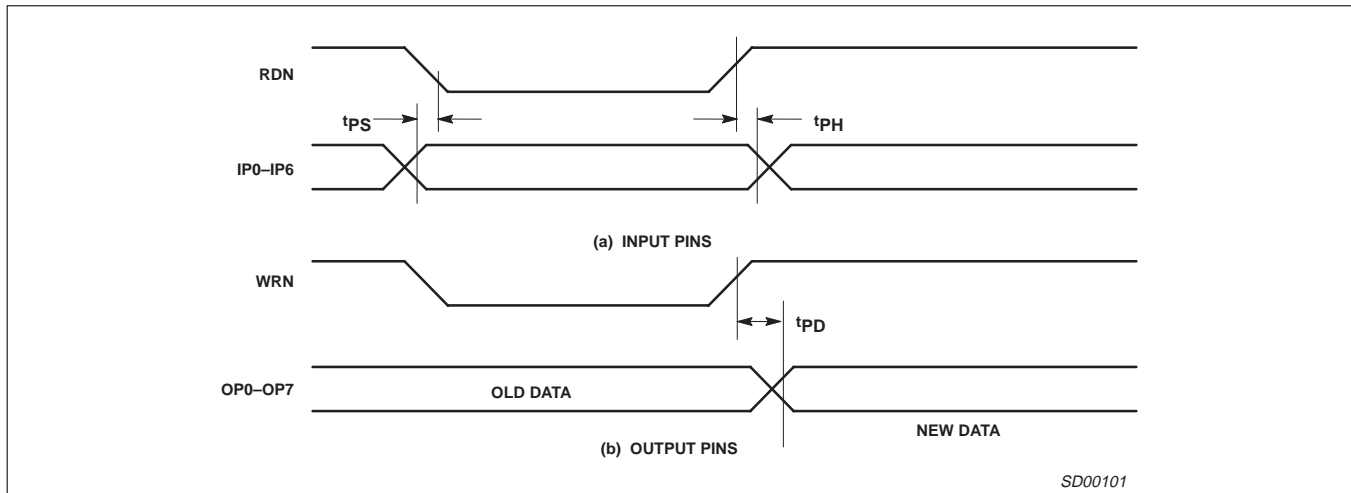 RDN
tPS
tPH
IP0–IP6
(a) INPUT PINS
WRN
tPD
OP0–OP7
OLD DATA
NEW DATA
(b) OUTPUT PINS
SD00101